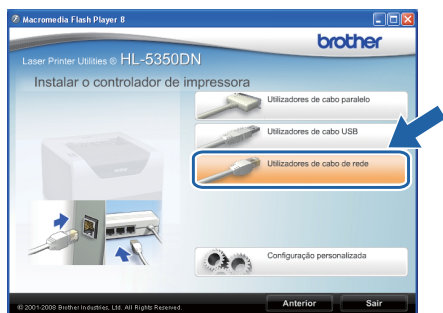 Macromedia Flash Player 8
brother
Laser Printer Utilities ® HL-5350DN
Instalar o controlador de impressora
Utilizadores de cabo paralelo
Utilizadores de cabo USB
Utilizadores de cabo de rede
Configuração personalizada
© 2001-2008 Brother Industries, Ltd. All Rights Reserved.
Anterior
Sair